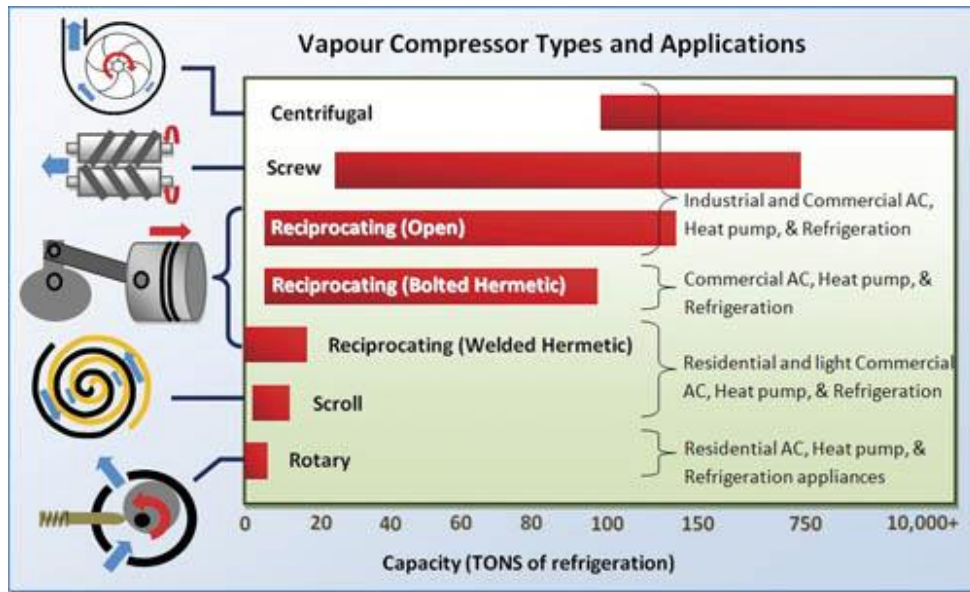 Vapour Compressor Types and Applications
Centrifugal
Screw
Reciprocating (Open)
Industrial and Commercial AC,
Heat pump, & Refrigeration
Reciprocating (Bolted Hermetic)
Commercial AC, Heat pump, &
Refrigeration
Reciprocating (Welded Hermetic)
Residential and light Commercial
AC, Heat pump, & Refrigeration
Scroll
Rotary
Residential AC, Heat pump, &
Refrigeration appliances
0 20 40 60 80 100 150 750 10,000+
Capacity (TONS of refrigeration)